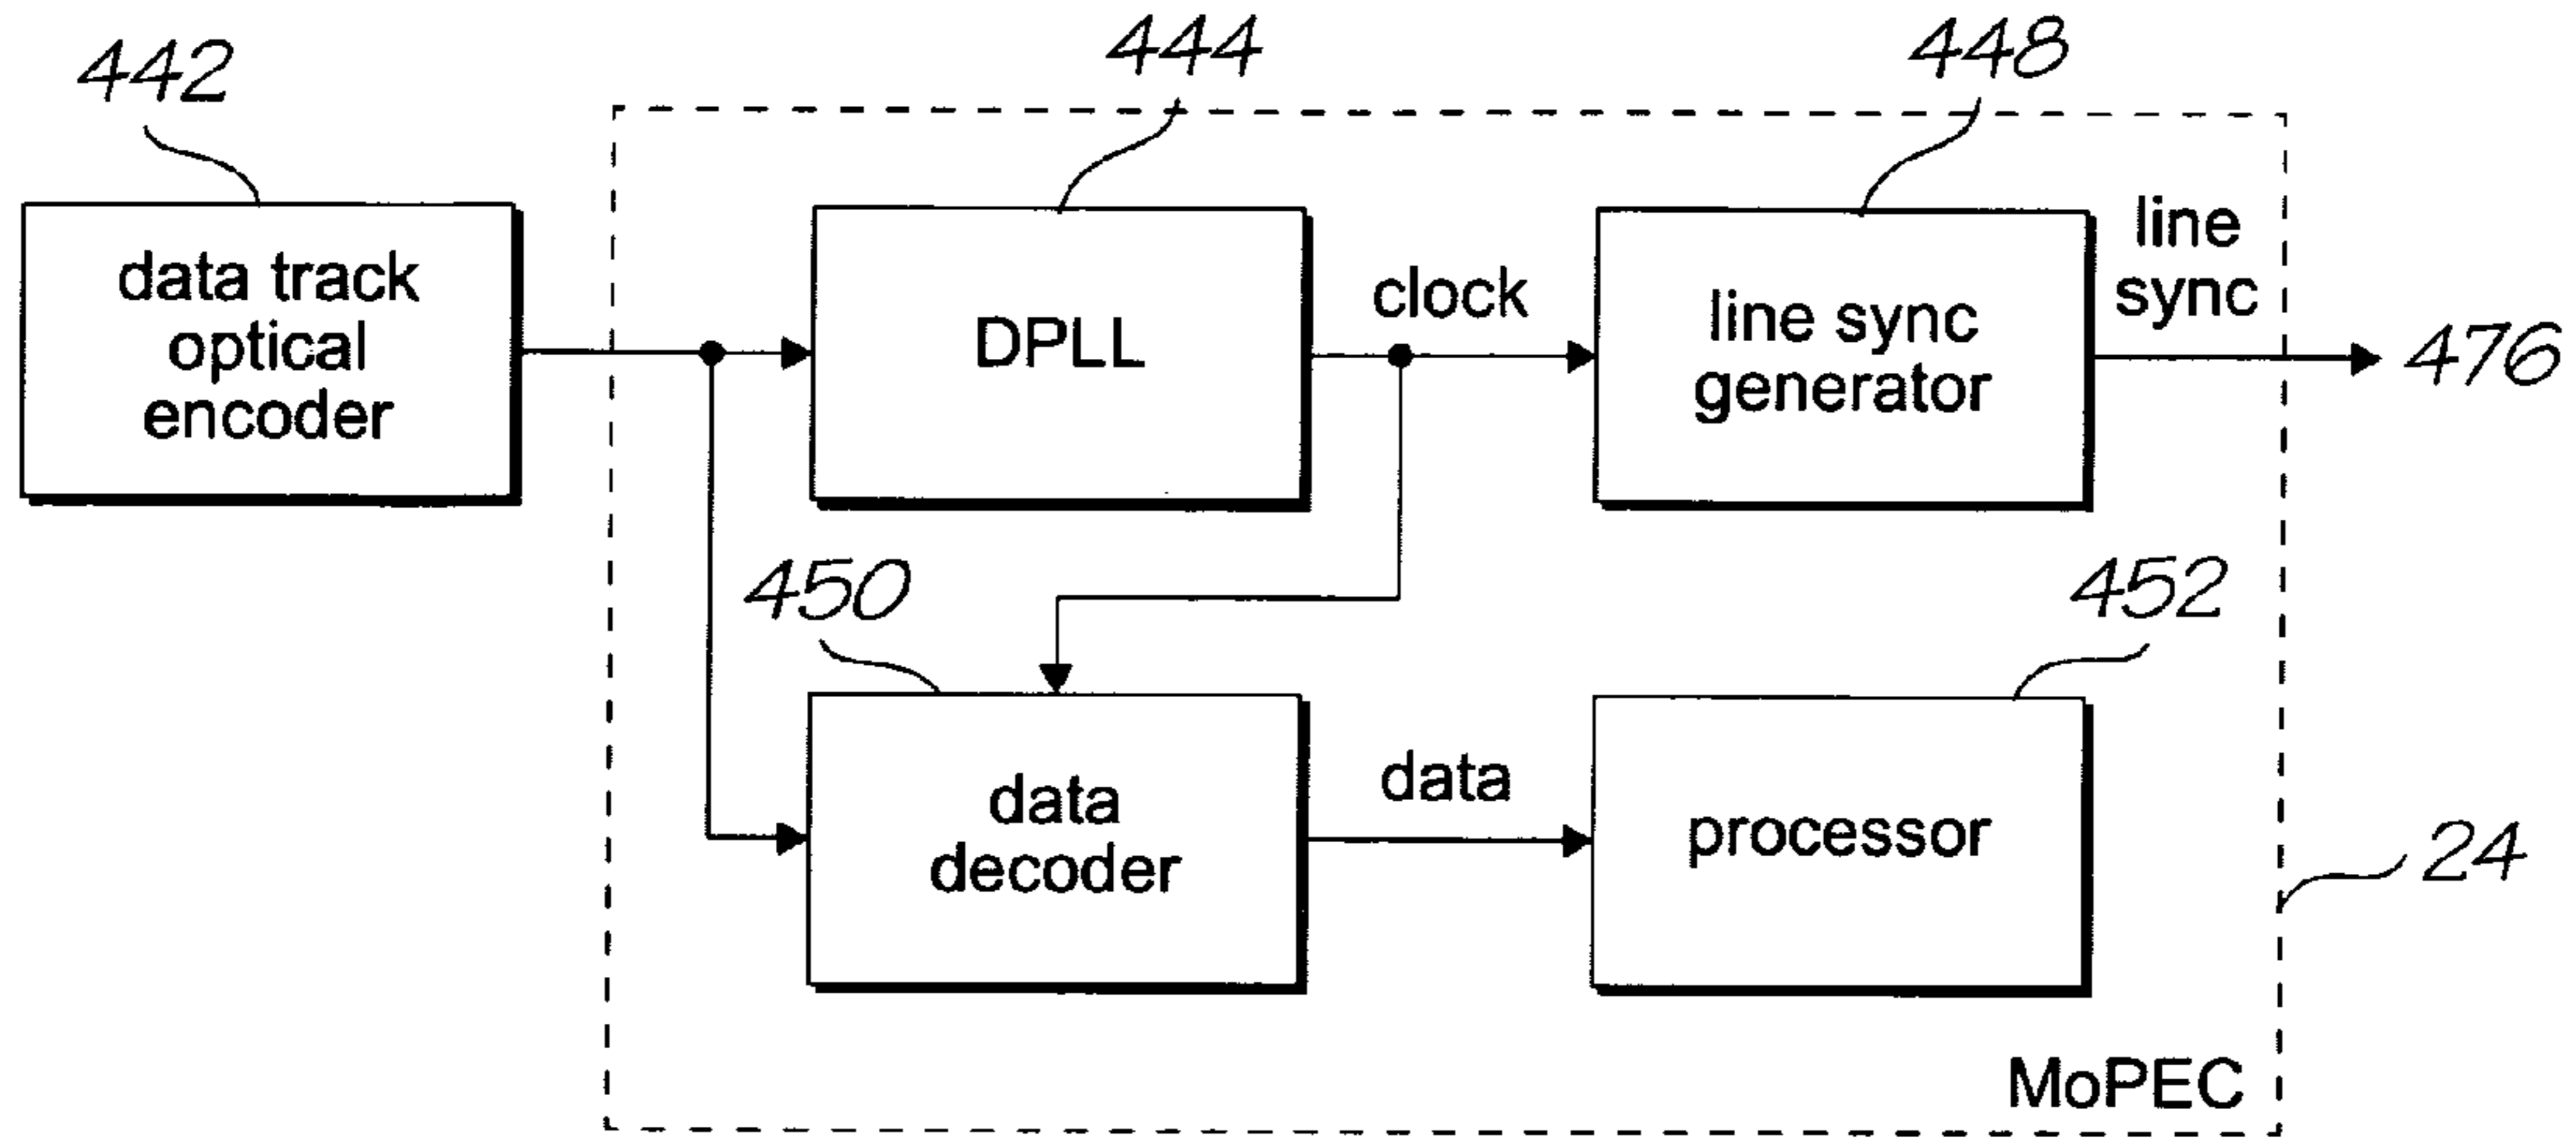 442
444
448
data track
optical
encoder
DPLL
clock
line sync
generator
line
sync
476
450
452
data
decoder
data
processor
24
MoPEC